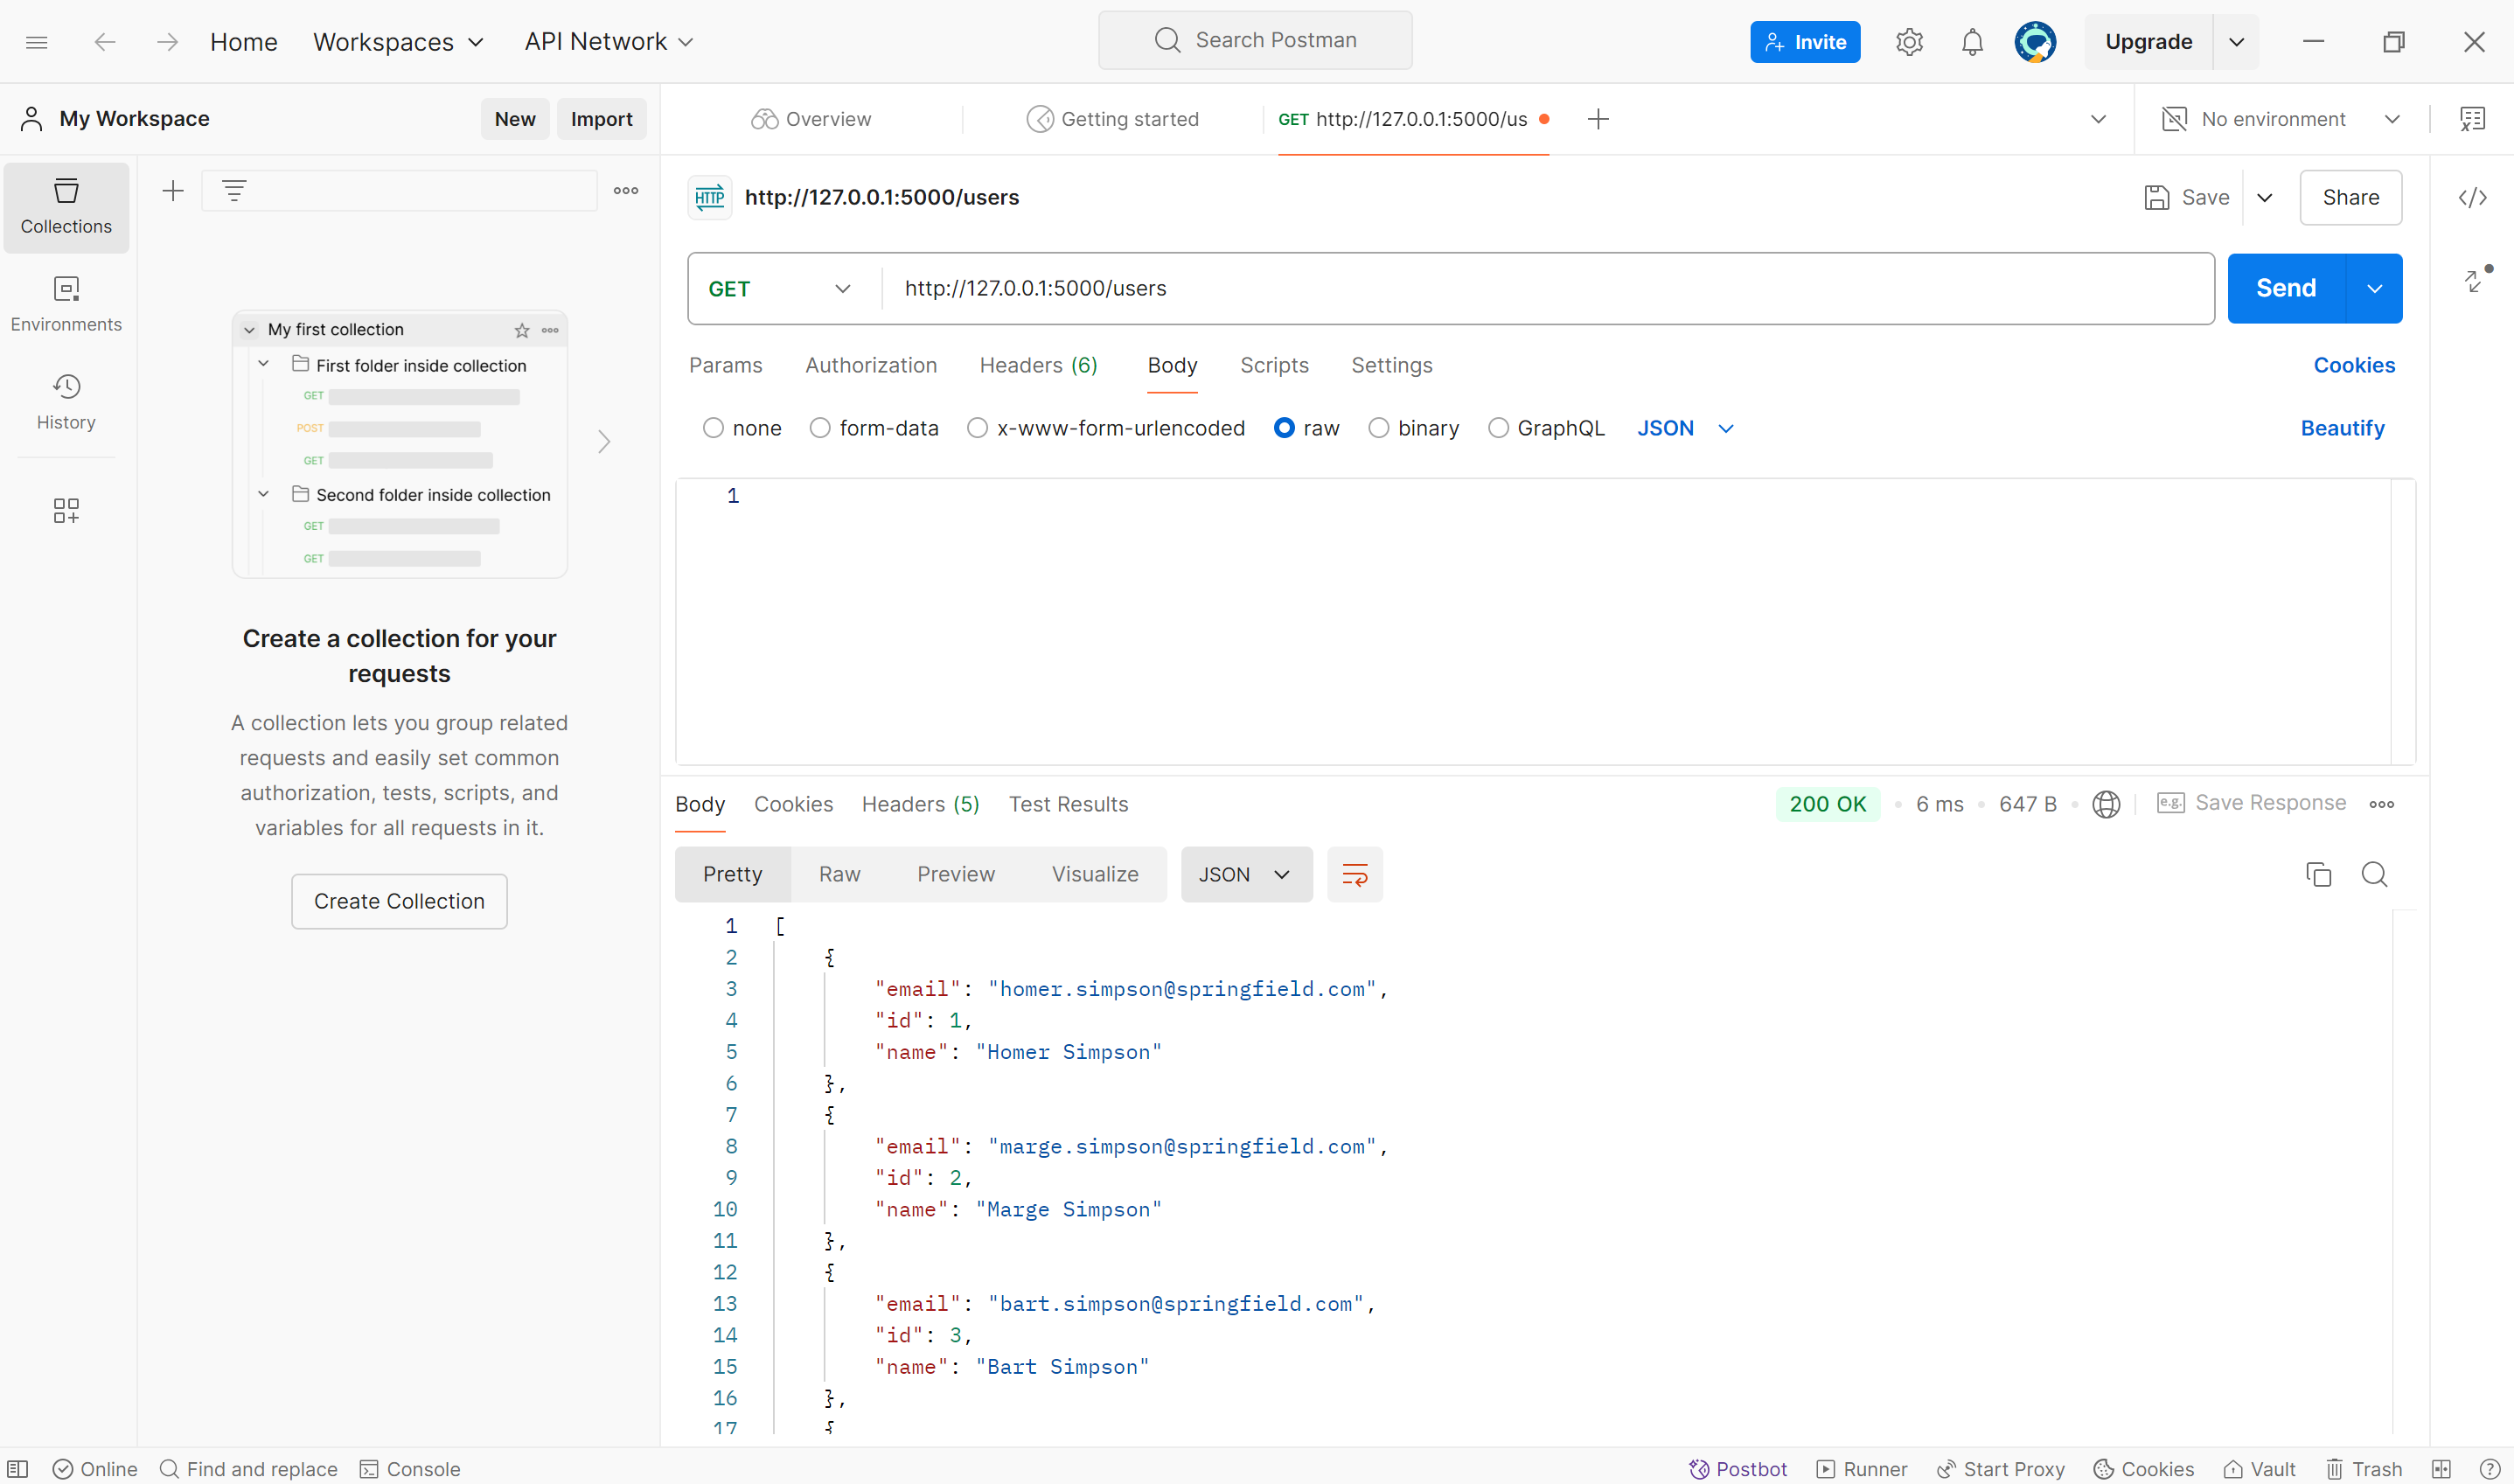 Home Workspaces API Network Search Postman Invite Upgrade
My Workspace New Import Overview Getting started GET http://127.0.0.1:5000/us No environment
Collections
Environments
History
My first collection
First folder inside collection
GET
POST
GET
Second folder inside collection
GET
GET
Create a collection for your
requests
A collection lets you group related
requests and easily set common
authorization, tests, scripts, and
variables for all requests in it.
Create Collection
HTTP http://127.0.0.1:5000/users Save Share
GET http://127.0.0.1:5000/users Send
Params Authorization Headers (6) Body Scripts Settings Cookies
none form-data x-www-form-urlencoded raw binary GraphQL JSON Beautify
1
Body Cookies Headers (5) Test Results 200 OK 6 ms 647 B e.g. Save Response
Pretty Raw Preview Visualize JSON
1 [
2 {
3 "email": "homer.simpson@springfield.com",
4 "id": 1,
5 "name": "Homer Simpson"
6 },
7 {
8 "email": "marge.simpson@springfield.com",
9 "id": 2,
10 "name": "Marge Simpson"
11 },
12 {
13 "email": "bart.simpson@springfield.com",
14 "id": 3,
15 "name": "Bart Simpson"
16 },
17 {
Online Find and replace Console Postbot Runner Start Proxy Cookies Vault Trash